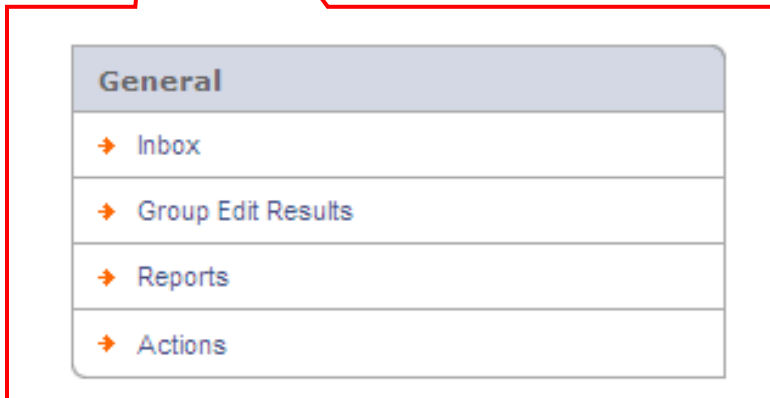 General
Inbox
Group Edit Results
Reports
Actions